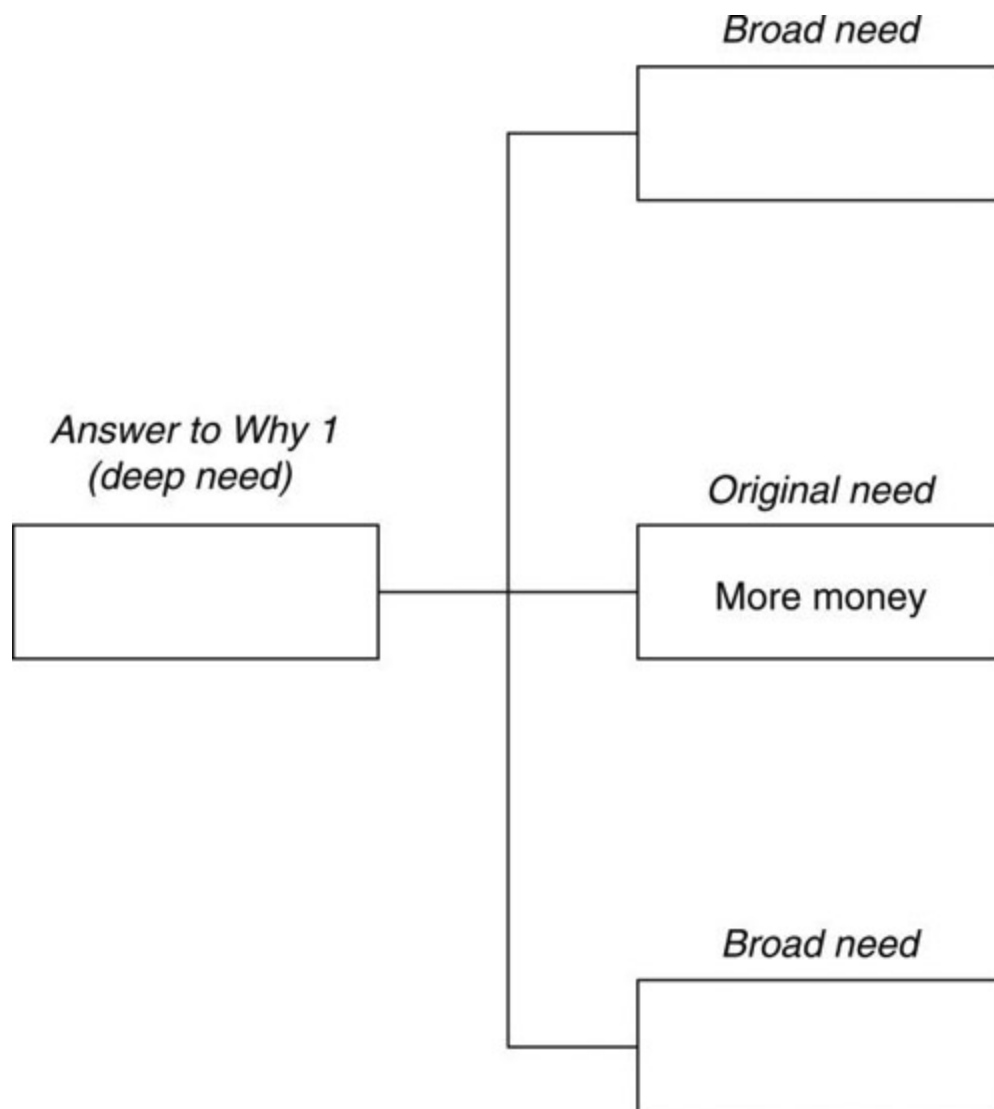 Broad need
Answer to Why 1
(deep need)
Original need
More money
Broad need